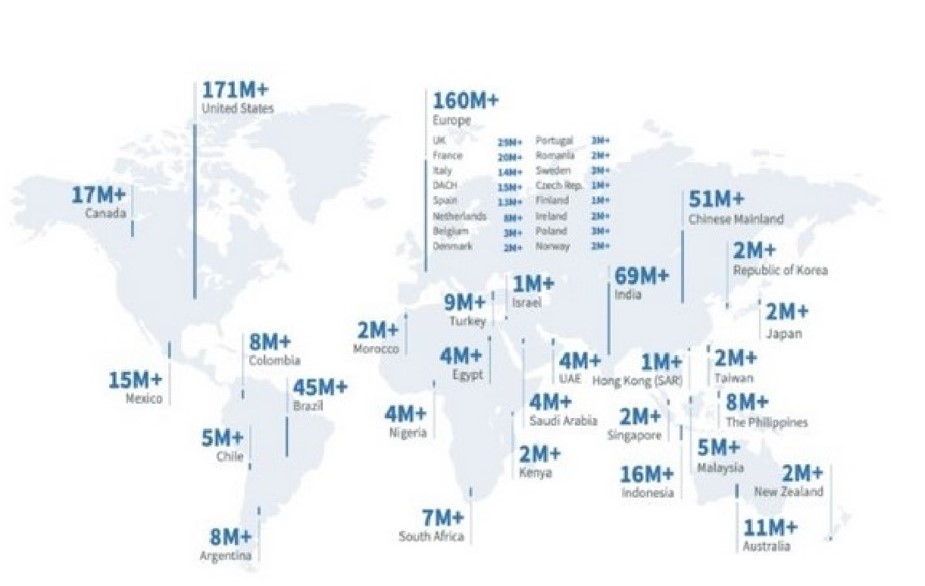 171M+
United States
160M+
Europe
UK 29M+ Portugal 3M+
France 20M+ Romania 2M+
Italy 14M+ Sweden 3M+
DACH 15M+ Czech Rep. 1M+
Spain 13M+ Finland 1M+
Netherlands 8M+ Ireland 2M+
Belgium 3M+ Poland 3M+
Denmark 2M+ Norway 2M+
17M+
Canada
51M+
Chinese Mainland
2M+
Republic of Korea
69M+
India
1M+
Israel
9M+
Turkey
2M+
Japan
2M+
Morocco
8M+
Colombia
4M+
Egypt
4M+
UAE
1M+
Hong Kong (SAR)
2M+
Taiwan
15M+
Mexico
45M+
Brazil
4M+
Nigeria
4M+
Saudi Arabia
2M+
Singapore
8M+
The Philippines
5M+
Chile
2M+
Kenya
5M+
Malaysia
16M+
Indonesia
2M+
New Zealand
7M+
South Africa
11M+
Australia
8M+
Argentina